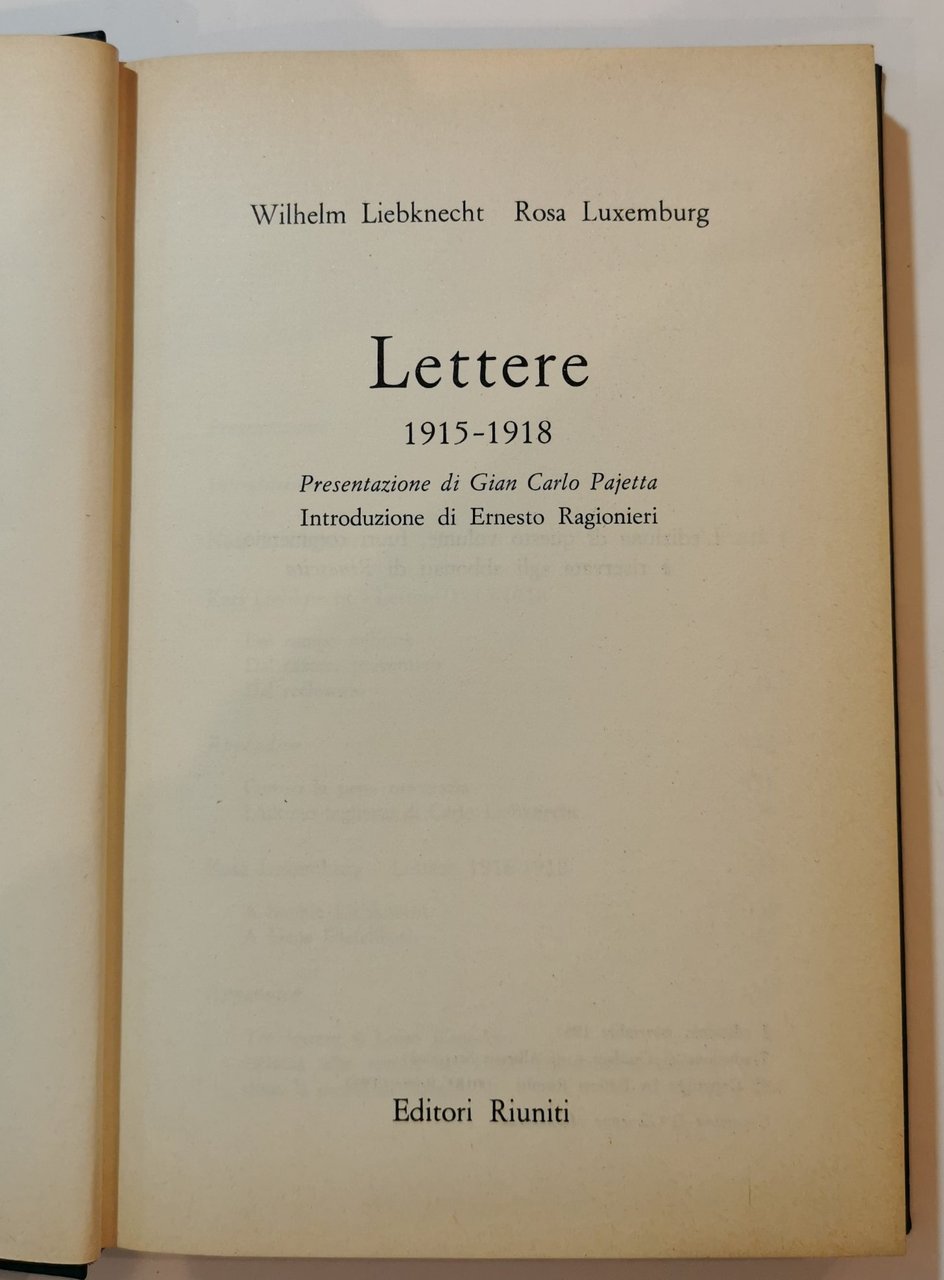 Wilhelm Liebknecht Rosa Luxemburg
Lettere
1915-1918
Presentazione di Gian Carlo Pajetta
Introduzione di Ernesto Ragionieri
Editori Riuniti